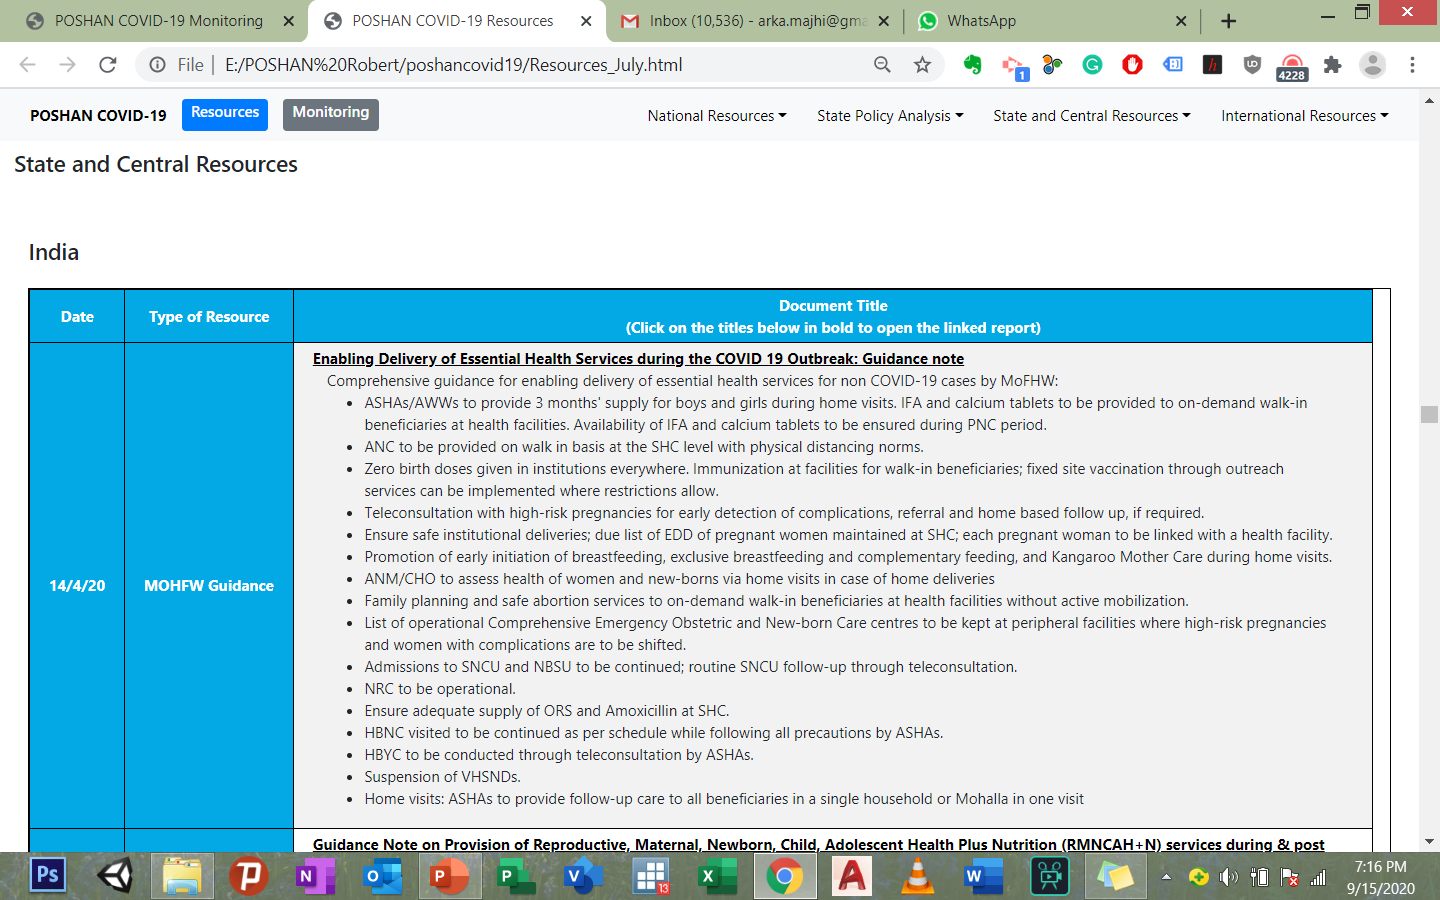 POSHAN COVID-19 Monitoring
POSHAN COVID-19 Resources
Inbox (10,536) - arka.majhi@gma
WhatsApp
File
E:/POSHAN%20Robert/poshancovid19/Resources_July.html
1
4228
POSHAN COVID-19
Resources
Monitoring
National Resources
State Policy Analysis
State and Central Resources
International Resources
State and Central Resources
India
Date
Type of Resource
Document Title
(Click on the titles below in bold to open the linked report)
14/4/20
MOHFW Guidance
Enabling Delivery of Essential Health Services during the COVID 19 Outbreak: Guidance note
Comprehensive guidance for enabling delivery of essential health services for non COVID-19 cases by MoFHW:
• ASHAs/AWWs to provide 3 months' supply for boys and girls during home visits. IFA and calcium tablets to be provided to on-demand walk-in
beneficiaries at health facilities. Availability of IFA and calcium tablets to be ensured during PNC period.
• ANC to be provided on walk in basis at the SHC level with physical distancing norms.
• Zero birth doses given in institutions everywhere. Immunization at facilities for walk-in beneficiaries; fixed site vaccination through outreach
services can be implemented where restrictions allow.
• Teleconsultation with high-risk pregnancies for early detection of complications, referral and home based follow up, if required.
• Ensure safe institutional deliveries; due list of EDD of pregnant women maintained at SHC; each pregnant woman to be linked with a health facility.
• Promotion of early initiation of breastfeeding, exclusive breastfeeding and complementary feeding, and Kangaroo Mother Care during home visits.
• ANM/CHO to assess health of women and new-borns via home visits in case of home deliveries
• Family planning and safe abortion services to on-demand walk-in beneficiaries at health facilities without active mobilization.
• List of operational Comprehensive Emergency Obstetric and New-born Care centres to be kept at peripheral facilities where high-risk pregnancies
and women with complications are to be shifted.
• Admissions to SNCU and NBSU to be continued; routine SNCU follow-up through teleconsultation.
• NRC to be operational.
• Ensure adequate supply of ORS and Amoxicillin at SHC.
• HBNC visited to be continued as per schedule while following all precautions by ASHAs.
• HBYC to be conducted through teleconsultation by ASHAs.
• Suspension of VHSNDs.
• Home visits: ASHAs to provide follow-up care to all beneficiaries in a single household or Mohalla in one visit
Guidance Note on Provision of Reproductive, Maternal, Newborn, Child, Adolescent Health Plus Nutrition (RMNCAH+N) services during & post
Ps
N
P
P
V
13
X
A
W
7:16 PM
9/15/2020